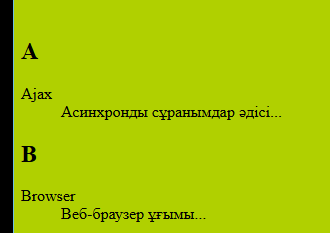 A
Ajax
Асинхронды сұранымдар әдісі...
B
Browser
Веб-браузер ұғымы...